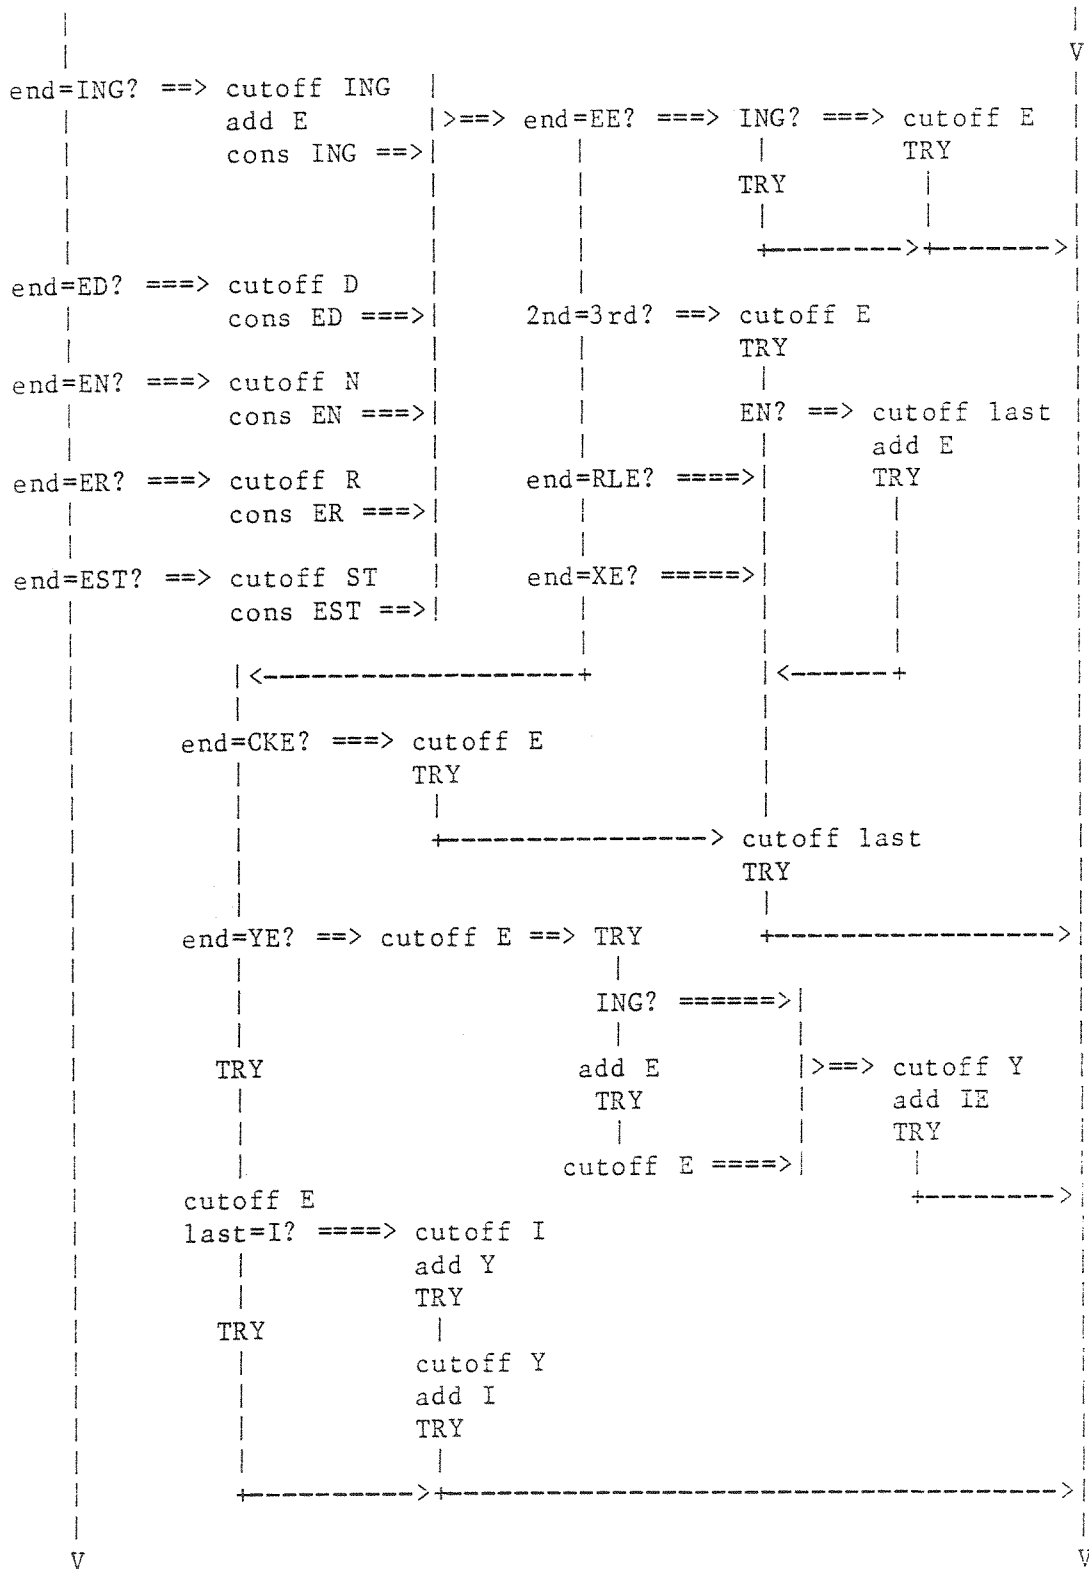 V
end=ING? ==> cutoff ING
add E >==> end=EE? ===> ING? ===> cutoff E
cons ING ==> TRY
TRY
+--------->+------->
end=ED? ===> cutoff D
cons ED ===> 2nd=3rd? ==> cutoff E
TRY
end=EN? ===> cutoff N
cons EN ===> EN? ==> cutoff last
add E
end=ER? ===> cutoff R end=RLE? ====> TRY
cons ER ===>
end=EST? ==> cutoff ST end=XE? =====>
cons EST ==>
<--------------------+ <-------+
end=CKE? ===> cutoff E
TRY
+-----------------> cutoff last
TRY
end=YE? ==> cutoff E ==> TRY +------------------>
ING? ======>
TRY add E >==> cutoff Y
TRY add IE
TRY
cutoff E ====>
cutoff E +-------->
last=I? ====> cutoff I
add Y
TRY
TRY
cutoff Y
add I
TRY
+----------->+-------------------------------------->
V V